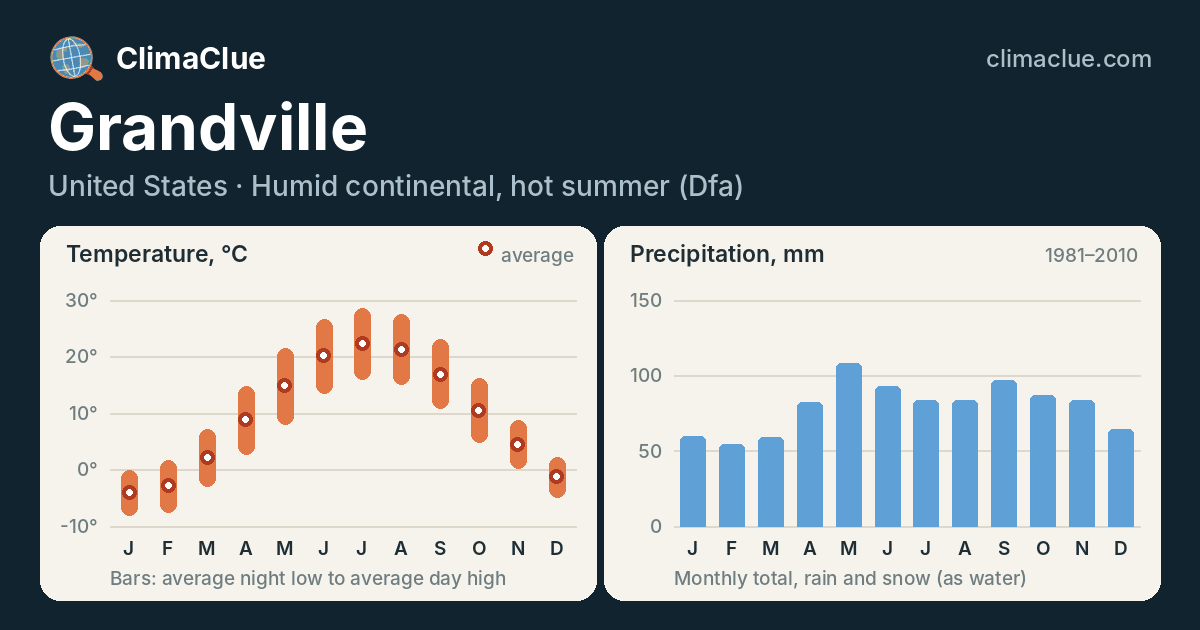 ClimaClue
climaclue.com
Grandville
United States · Humid continental, hot summer (Dfa)
Temperature, °C
average
30°
20°
10°
0°
-10°
J F M A M J J A S O N D
Bars: average night low to average day high
Precipitation, mm
1981–2010
150
100
50
0
J F M A M J J A S O N D
Monthly total, rain and snow (as water)